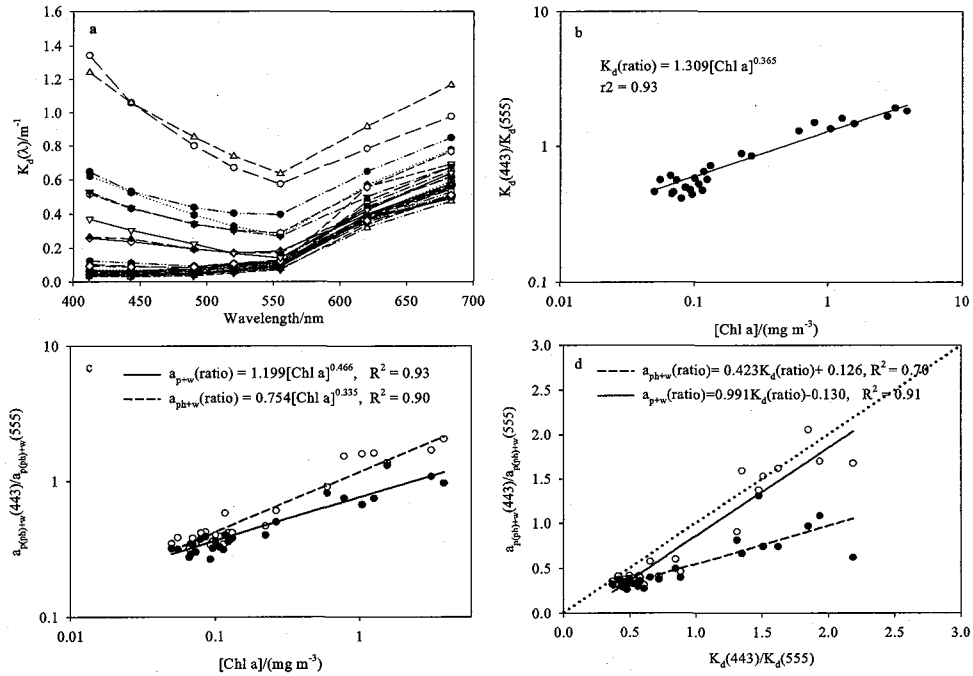 a
K_d(λ)/m^-1
1.6
1.4
1.2
1.0
0.8
0.6
0.4
0.2
0.0
400 450 500 550 600 650 700
Wavelength/nm
b
K_d(ratio) = 1.309[Chl a]^0.365
r2 = 0.93
K_d(443)/K_d(555)
10
1
0.1
0.01 0.1 1 10
[Chl a]/(mg m^-3)
c
a_p+w(ratio) = 1.199[Chl a]^0.466, R^2 = 0.93
a_ph+w(ratio) = 0.754[Chl a]^0.335, R^2 = 0.90
a_p(ph)+w(443)/a_p(ph)+w(555)
10
1
0.1
0.01 0.1 1 10
[Chl a]/(mg m^-3)
d
a_ph+w(ratio)= 0.423K_d(ratio)+ 0.126, R^2 = 0.70
a_p+w(ratio)=0.991K_d(ratio)-0.130, R^2 = 0.91
a_p(ph)+w(443)/a_p(ph)+w(555)
3.0
2.5
2.0
1.5
1.0
0.5
0.0
0.0 0.5 1.0 1.5 2.0 2.5 3.0
K_d(443)/K_d(555)